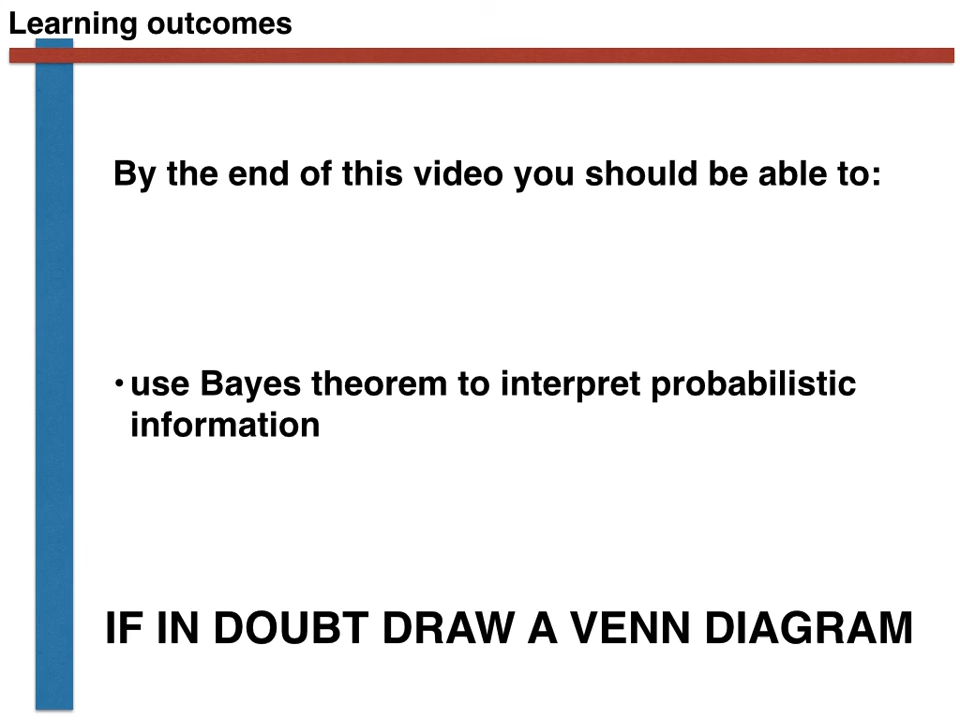 Learning outcomes
By the end of this video you should be able to:
• use Bayes theorem to interpret probabilistic
information
IF IN DOUBT DRAW A VENN DIAGRAM